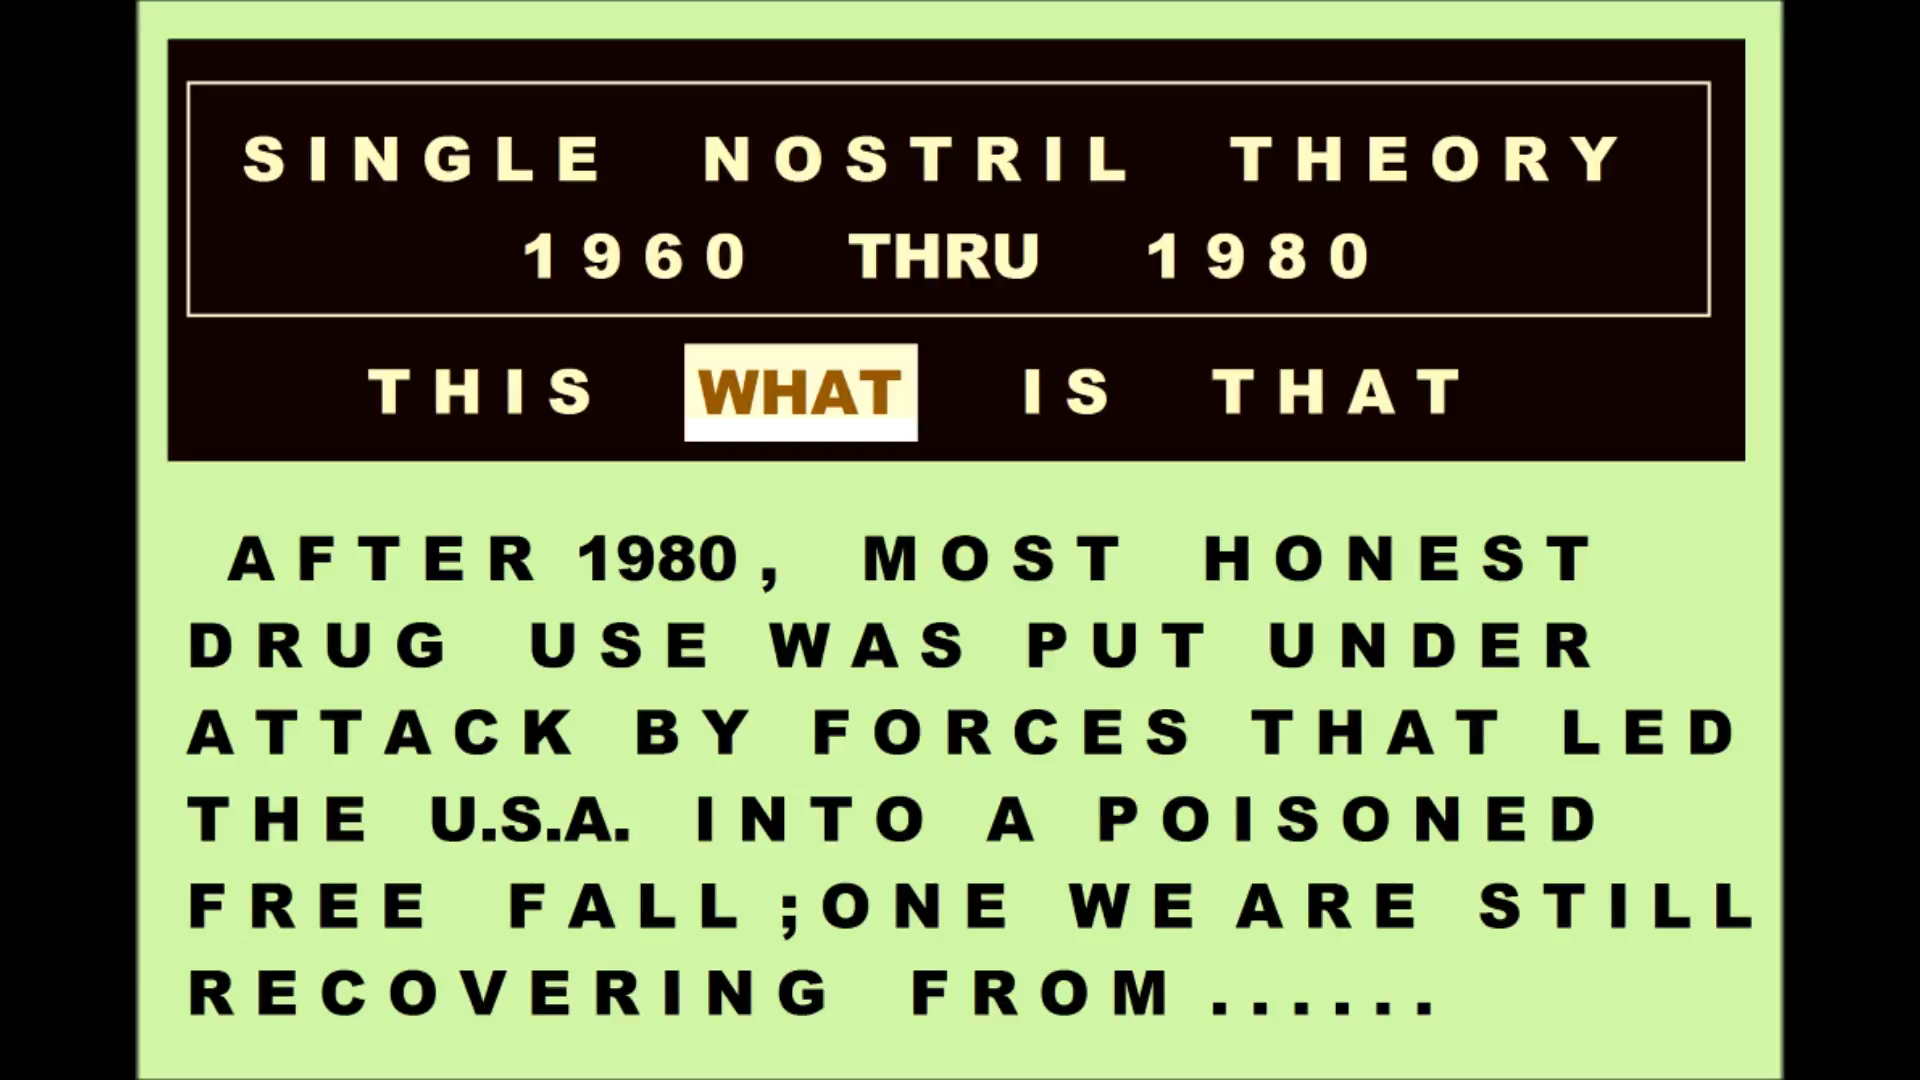 SINGLE NOSTRIL THEORY
1960 THRU 1980
THIS WHAT IS THAT
AFTER 1980, MOST HONEST
DRUG USE WAS PUT UNDER
ATTACK BY FORCES THAT LED
THE U.S.A. INTO A POISONED
FREE FALL ;ONE WE ARE STILL
RECOVERING FROM ......